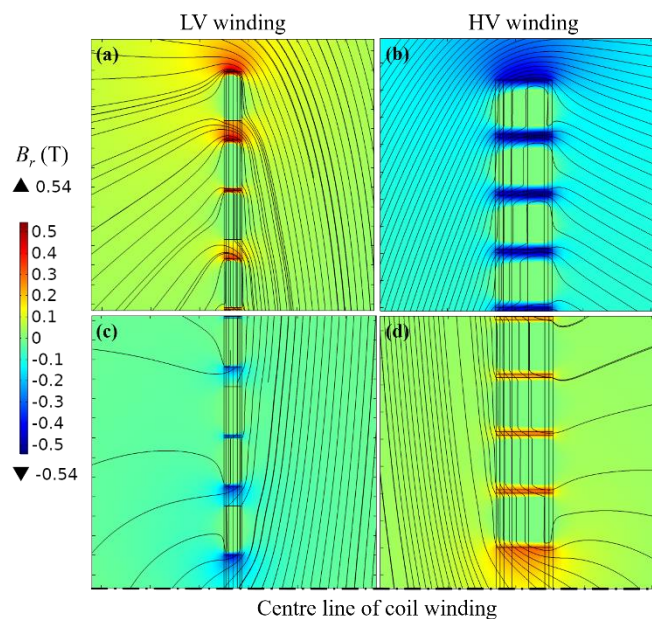 LV winding HV winding
(a) (b)
B_r (T)
▲ 0.54
0.5
0.4
0.3
0.2
0.1
0
-0.1
-0.2
-0.3
-0.4
-0.5
▼ -0.54
(c) (d)
Centre line of coil winding